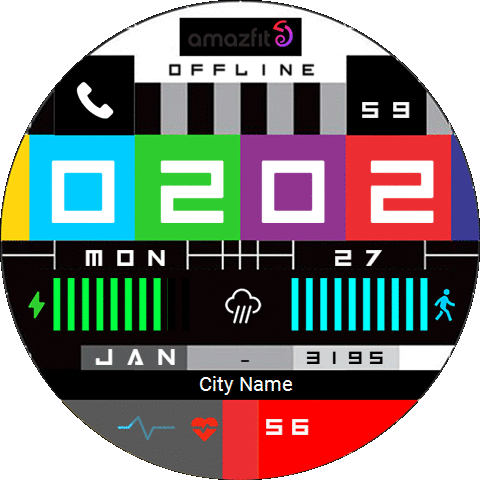 amazfit
OFFLINE
59
0202
MON 27
JAN - 3195
City Name
56